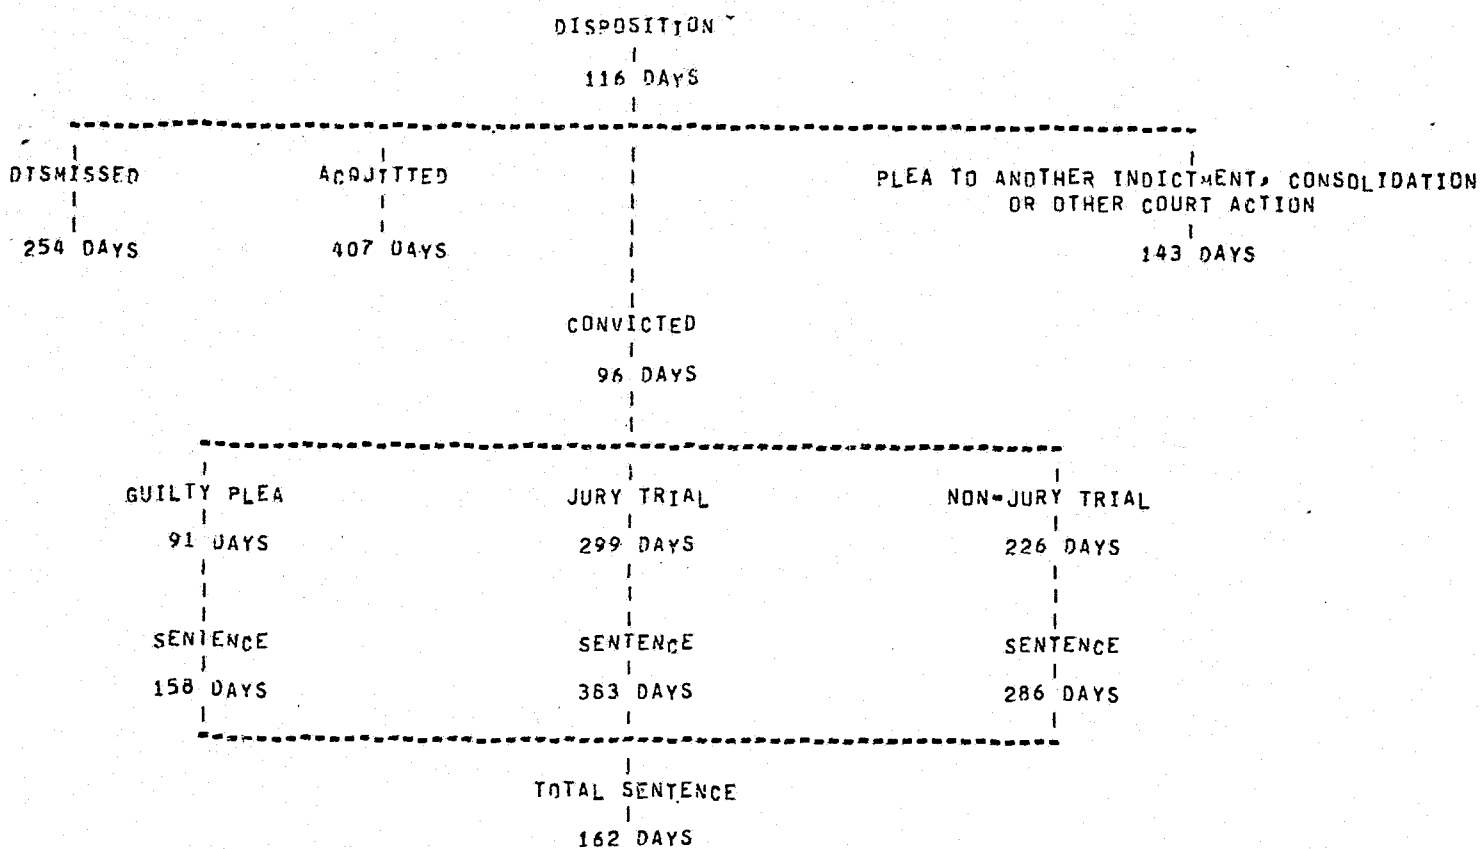 DISPOSITION
116 DAYS
DISMISSED
ACQUITTED
PLEA TO ANOTHER INDICTMENT, CONSOLIDATION
OR OTHER COURT ACTION
254 DAYS
407 DAYS
143 DAYS
CONVICTED
96 DAYS
GUILTY PLEA
JURY TRIAL
NON-JURY TRIAL
91 DAYS
299 DAYS
226 DAYS
SENTENCE
SENTENCE
SENTENCE
158 DAYS
383 DAYS
286 DAYS
TOTAL SENTENCE
162 DAYS